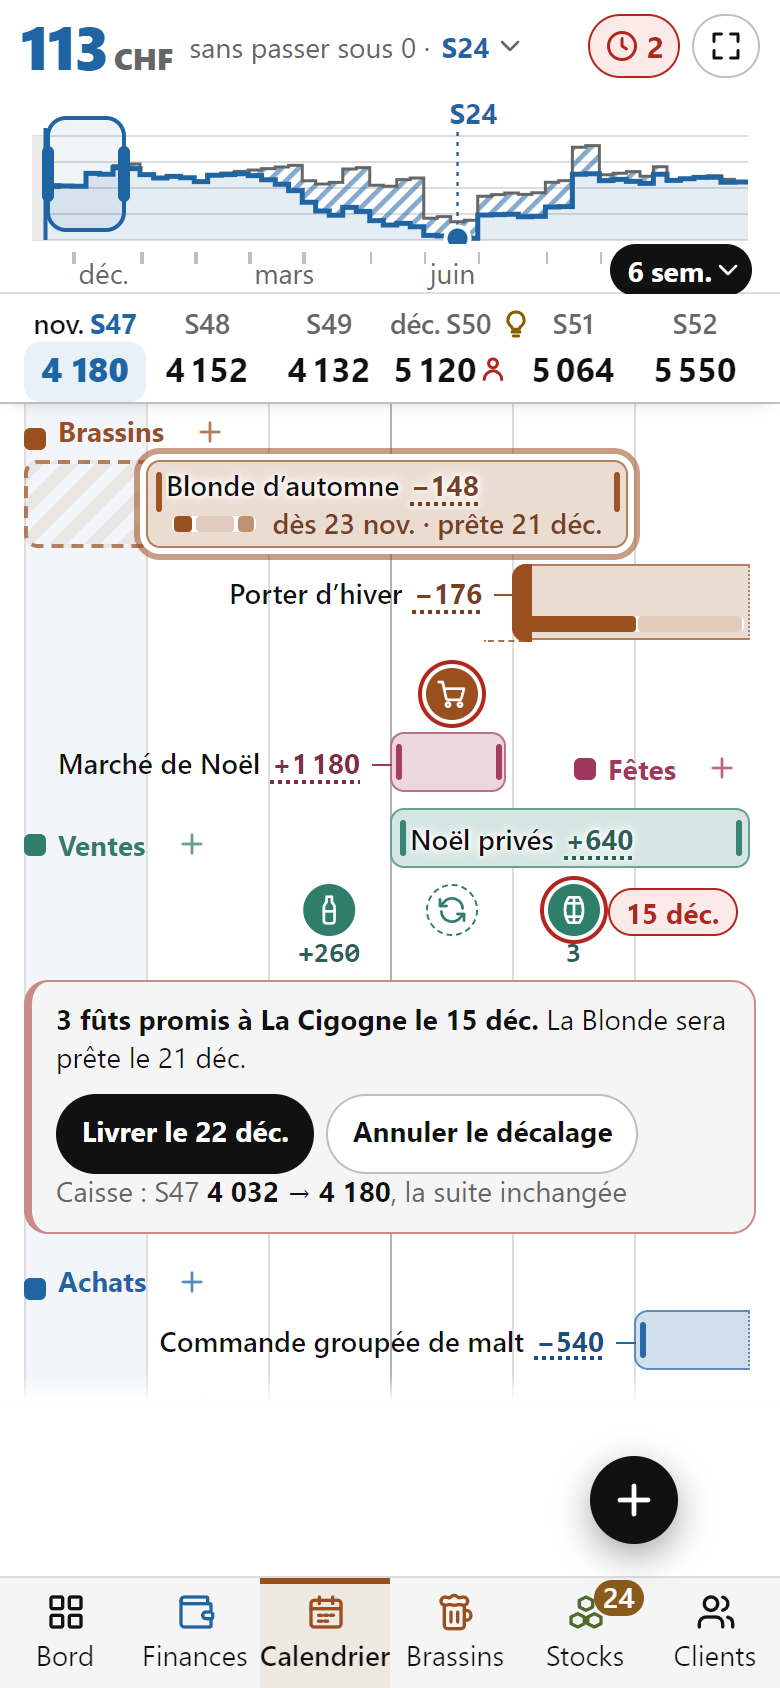 113 CHF sans passer sous 0 · S24
2
S24
déc. mars juin
6 sem.
nov. S47 S48 S49 déc. S50 S51 S52
4 180 4 152 4 132 5 120 5 064 5 550
Brassins +
Blonde d’automne −148
dès 23 nov. · prête 21 déc.
Porter d’hiver −176
Marché de Noël +1 180
Fêtes +
Noël privés +640
Ventes +
15 déc.
+260 3
3 fûts promis à La Cigogne le 15 déc. La Blonde sera
prête le 21 déc.
Livrer le 22 déc. Annuler le décalage
Caisse : S47 4 032 → 4 180, la suite inchangée
Achats +
Commande groupée de malt −540
+
24
Bord Finances Calendrier Brassins Stocks Clients